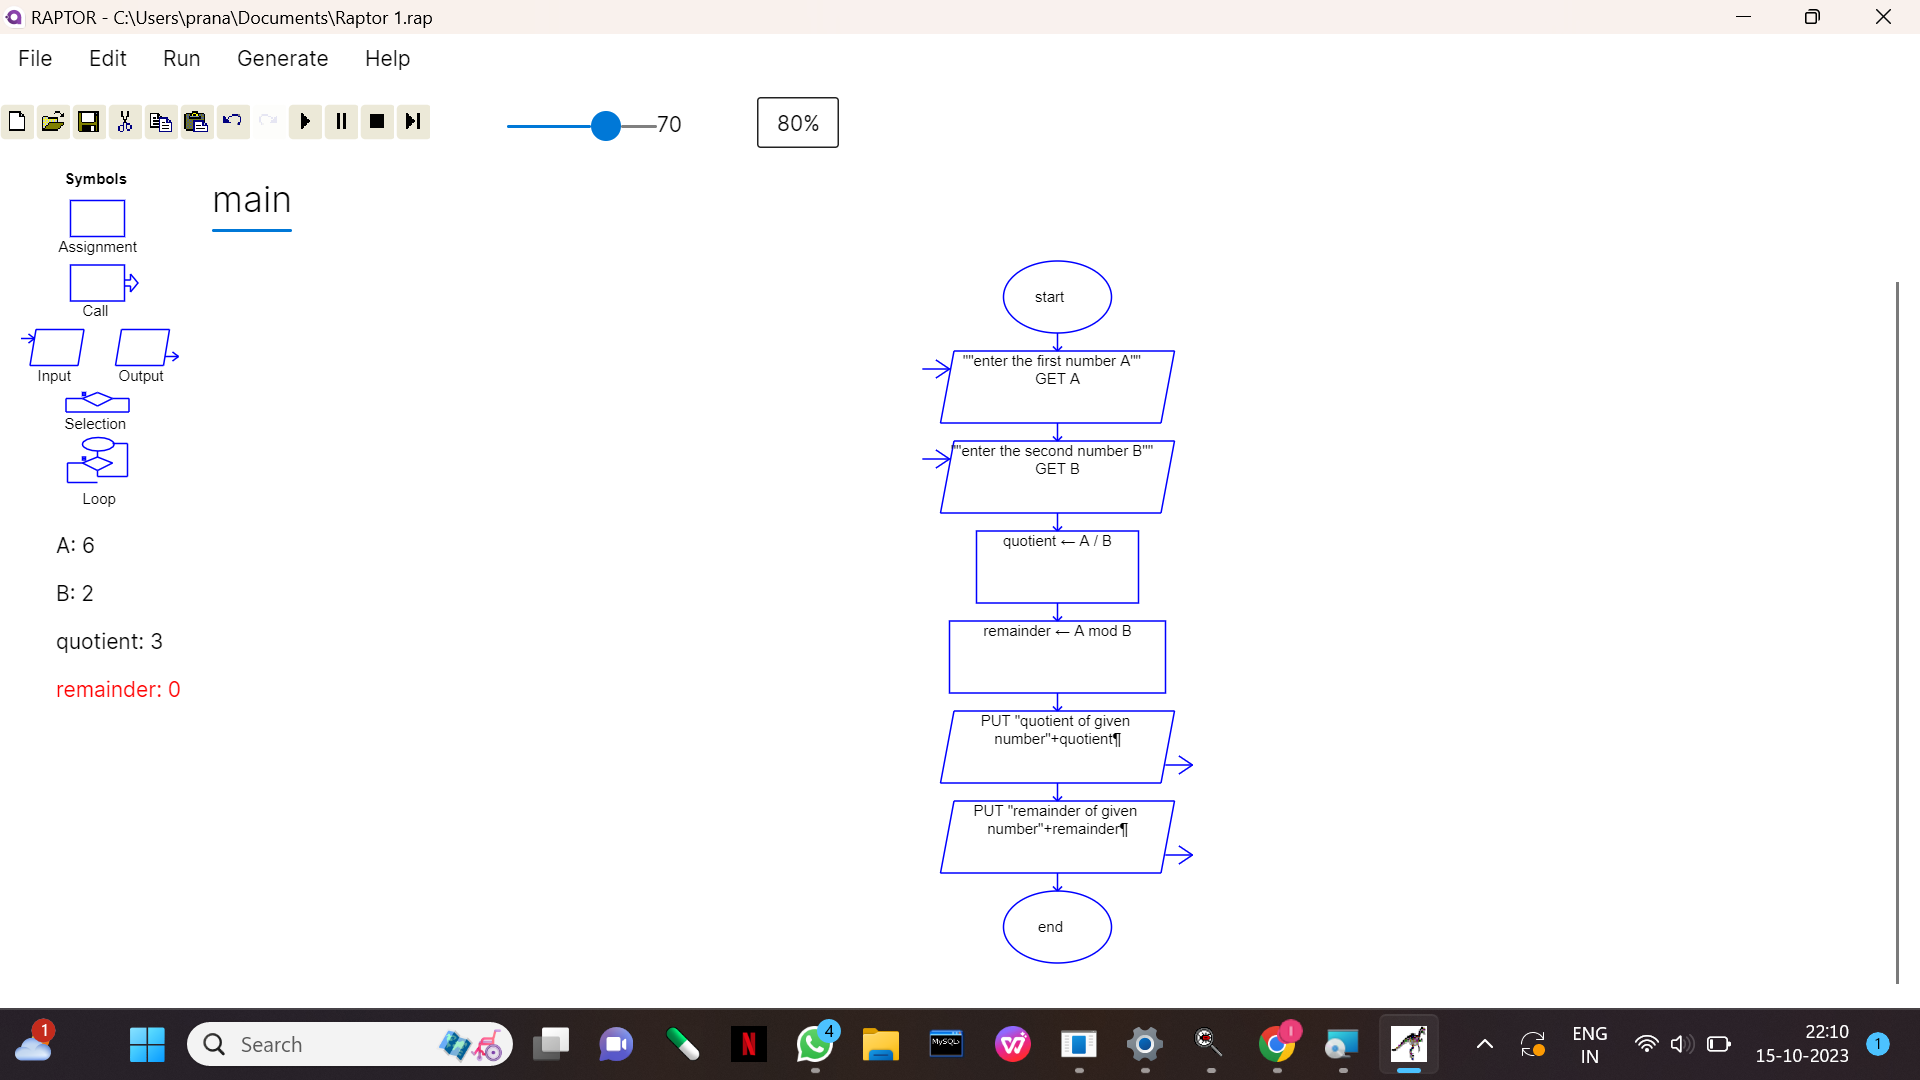 RAPTOR - C:\Users\prana\Documents\Raptor 1.rap
File Edit Run Generate Help
70
80%
Symbols
Assignment
Call
Input Output
Selection
Loop
A: 6
B: 2
quotient: 3
remainder: 0
main
start
""enter the first number A""
GET A
""enter the second number B""
GET B
quotient ← A / B
remainder ← A mod B
PUT "quotient of given
number"+quotient¶
PUT "remainder of given
number"+remainder¶
end
1
Search
N
4
MySQL
W
1
ENG
IN
22:10
15-10-2023
1